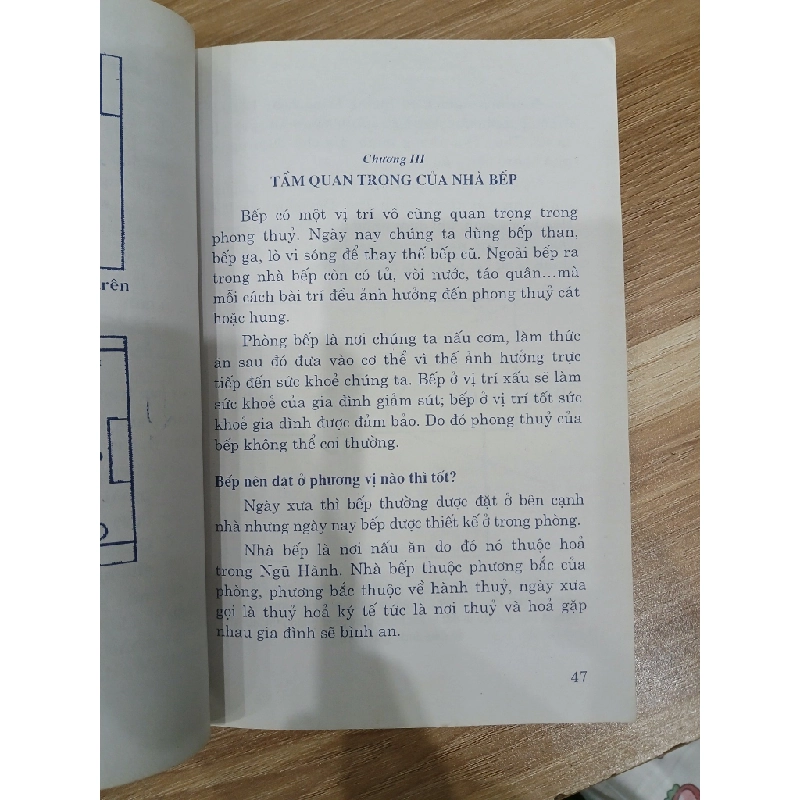 rên
Chương III
TẦM QUAN TRỌNG CỦA NHÀ BẾP
Bếp có một vị trí vô cùng quan trọng trong
phong thuỷ. Ngày nay chúng ta dùng bếp than,
bếp ga, lò vi sóng để thay thế bếp cũ. Ngoài bếp ra
trong nhà bếp còn có tủ, vòi nước, táo quân...mà
mỗi cách bài trí đều ảnh hưởng đến phong thuỷ cát
hoặc hung.
Phòng bếp là nơi chúng ta nấu cơm, làm thức
ăn sau đó đưa vào cơ thể vì thế ảnh hưởng trực
tiếp đến sức khoẻ chúng ta. Bếp ở vị trí xấu sẽ làm
sức khoẻ của gia đình giảm sút; bếp ở vị trí tốt sức
khoẻ gia đình được đảm bảo. Do đó phong thuỷ của
bếp không thể coi thường.
Bếp nên đặt ở phương vị nào thì tốt?
Ngày xưa thì bếp thường được đặt ở bên cạnh
nhà nhưng ngày nay bếp được thiết kế ở trong phòng.
Nhà bếp là nơi nấu ăn do đó nó thuộc hoả
trong Ngũ Hành. Nhà bếp thuộc phương bắc của
phòng, phương bắc thuộc về hành thuỷ, ngày xưa
gọi là thuỷ hoả ký tế tức là nơi thuỷ và hoả gặp
nhau gia đình sẽ bình an.
47